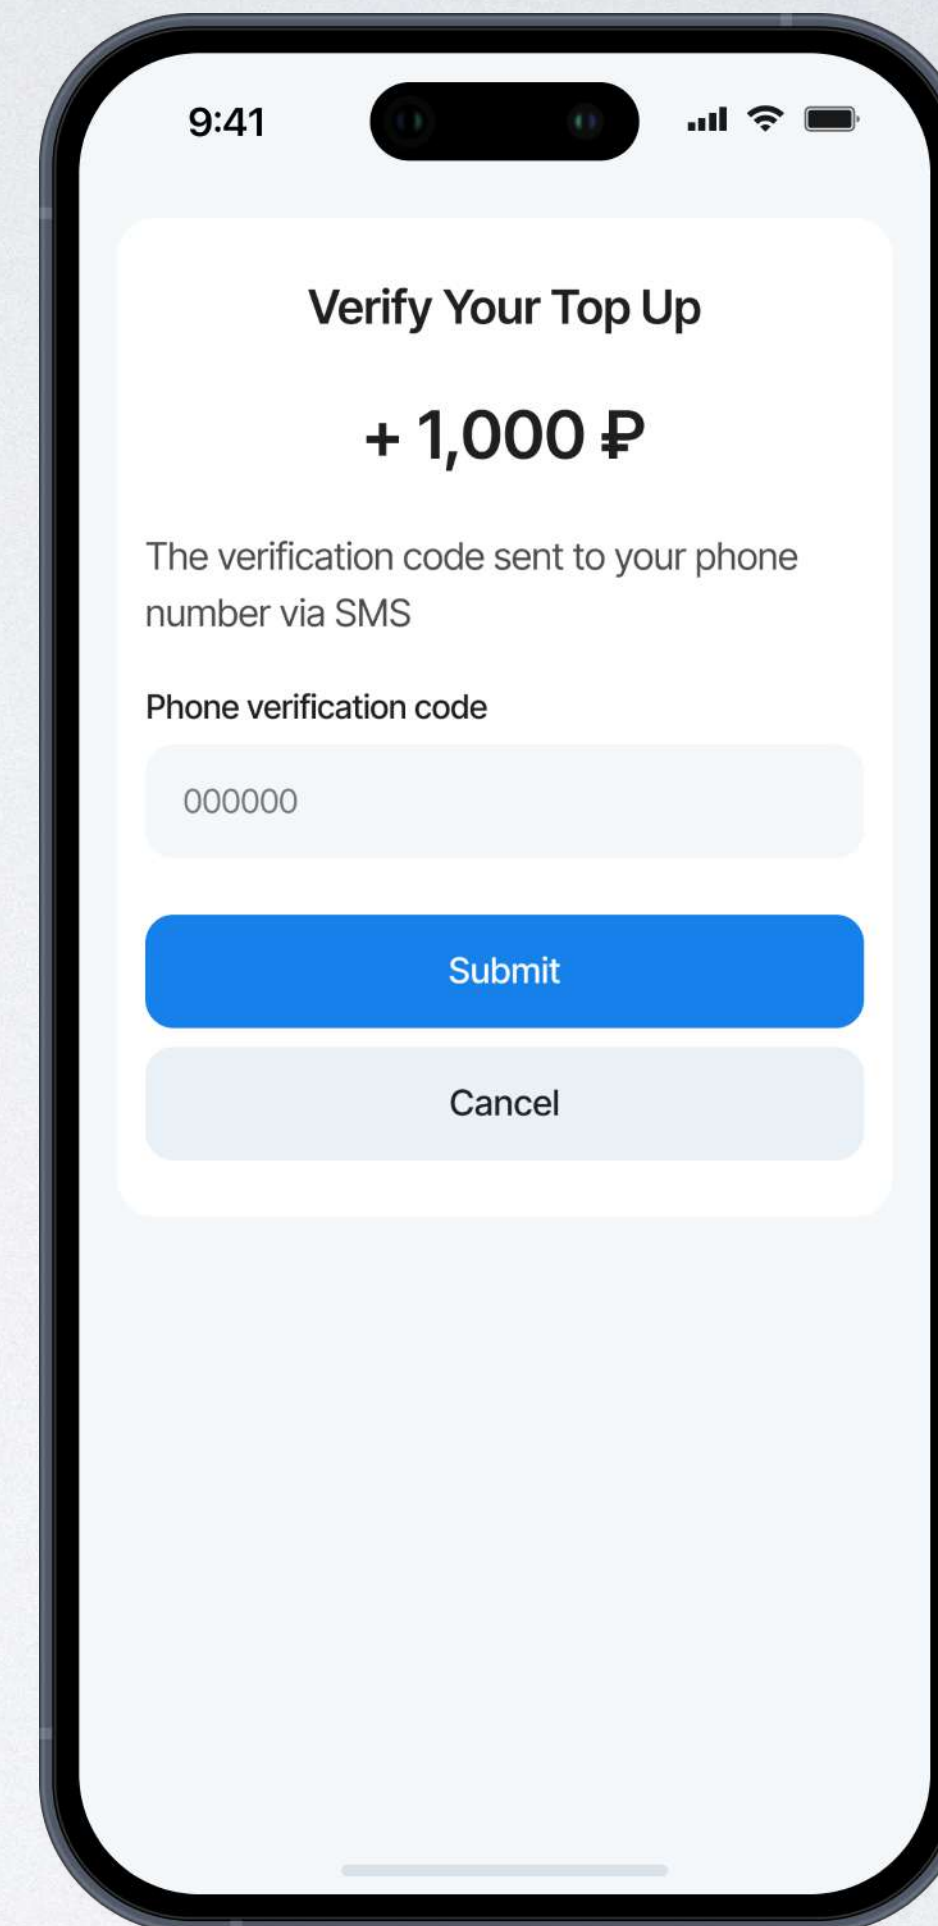 9:41
Verify Your Top Up
+ 1,000 ₽
The verification code sent to your phone
number via SMS
Phone verification code
000000
Submit
Cancel